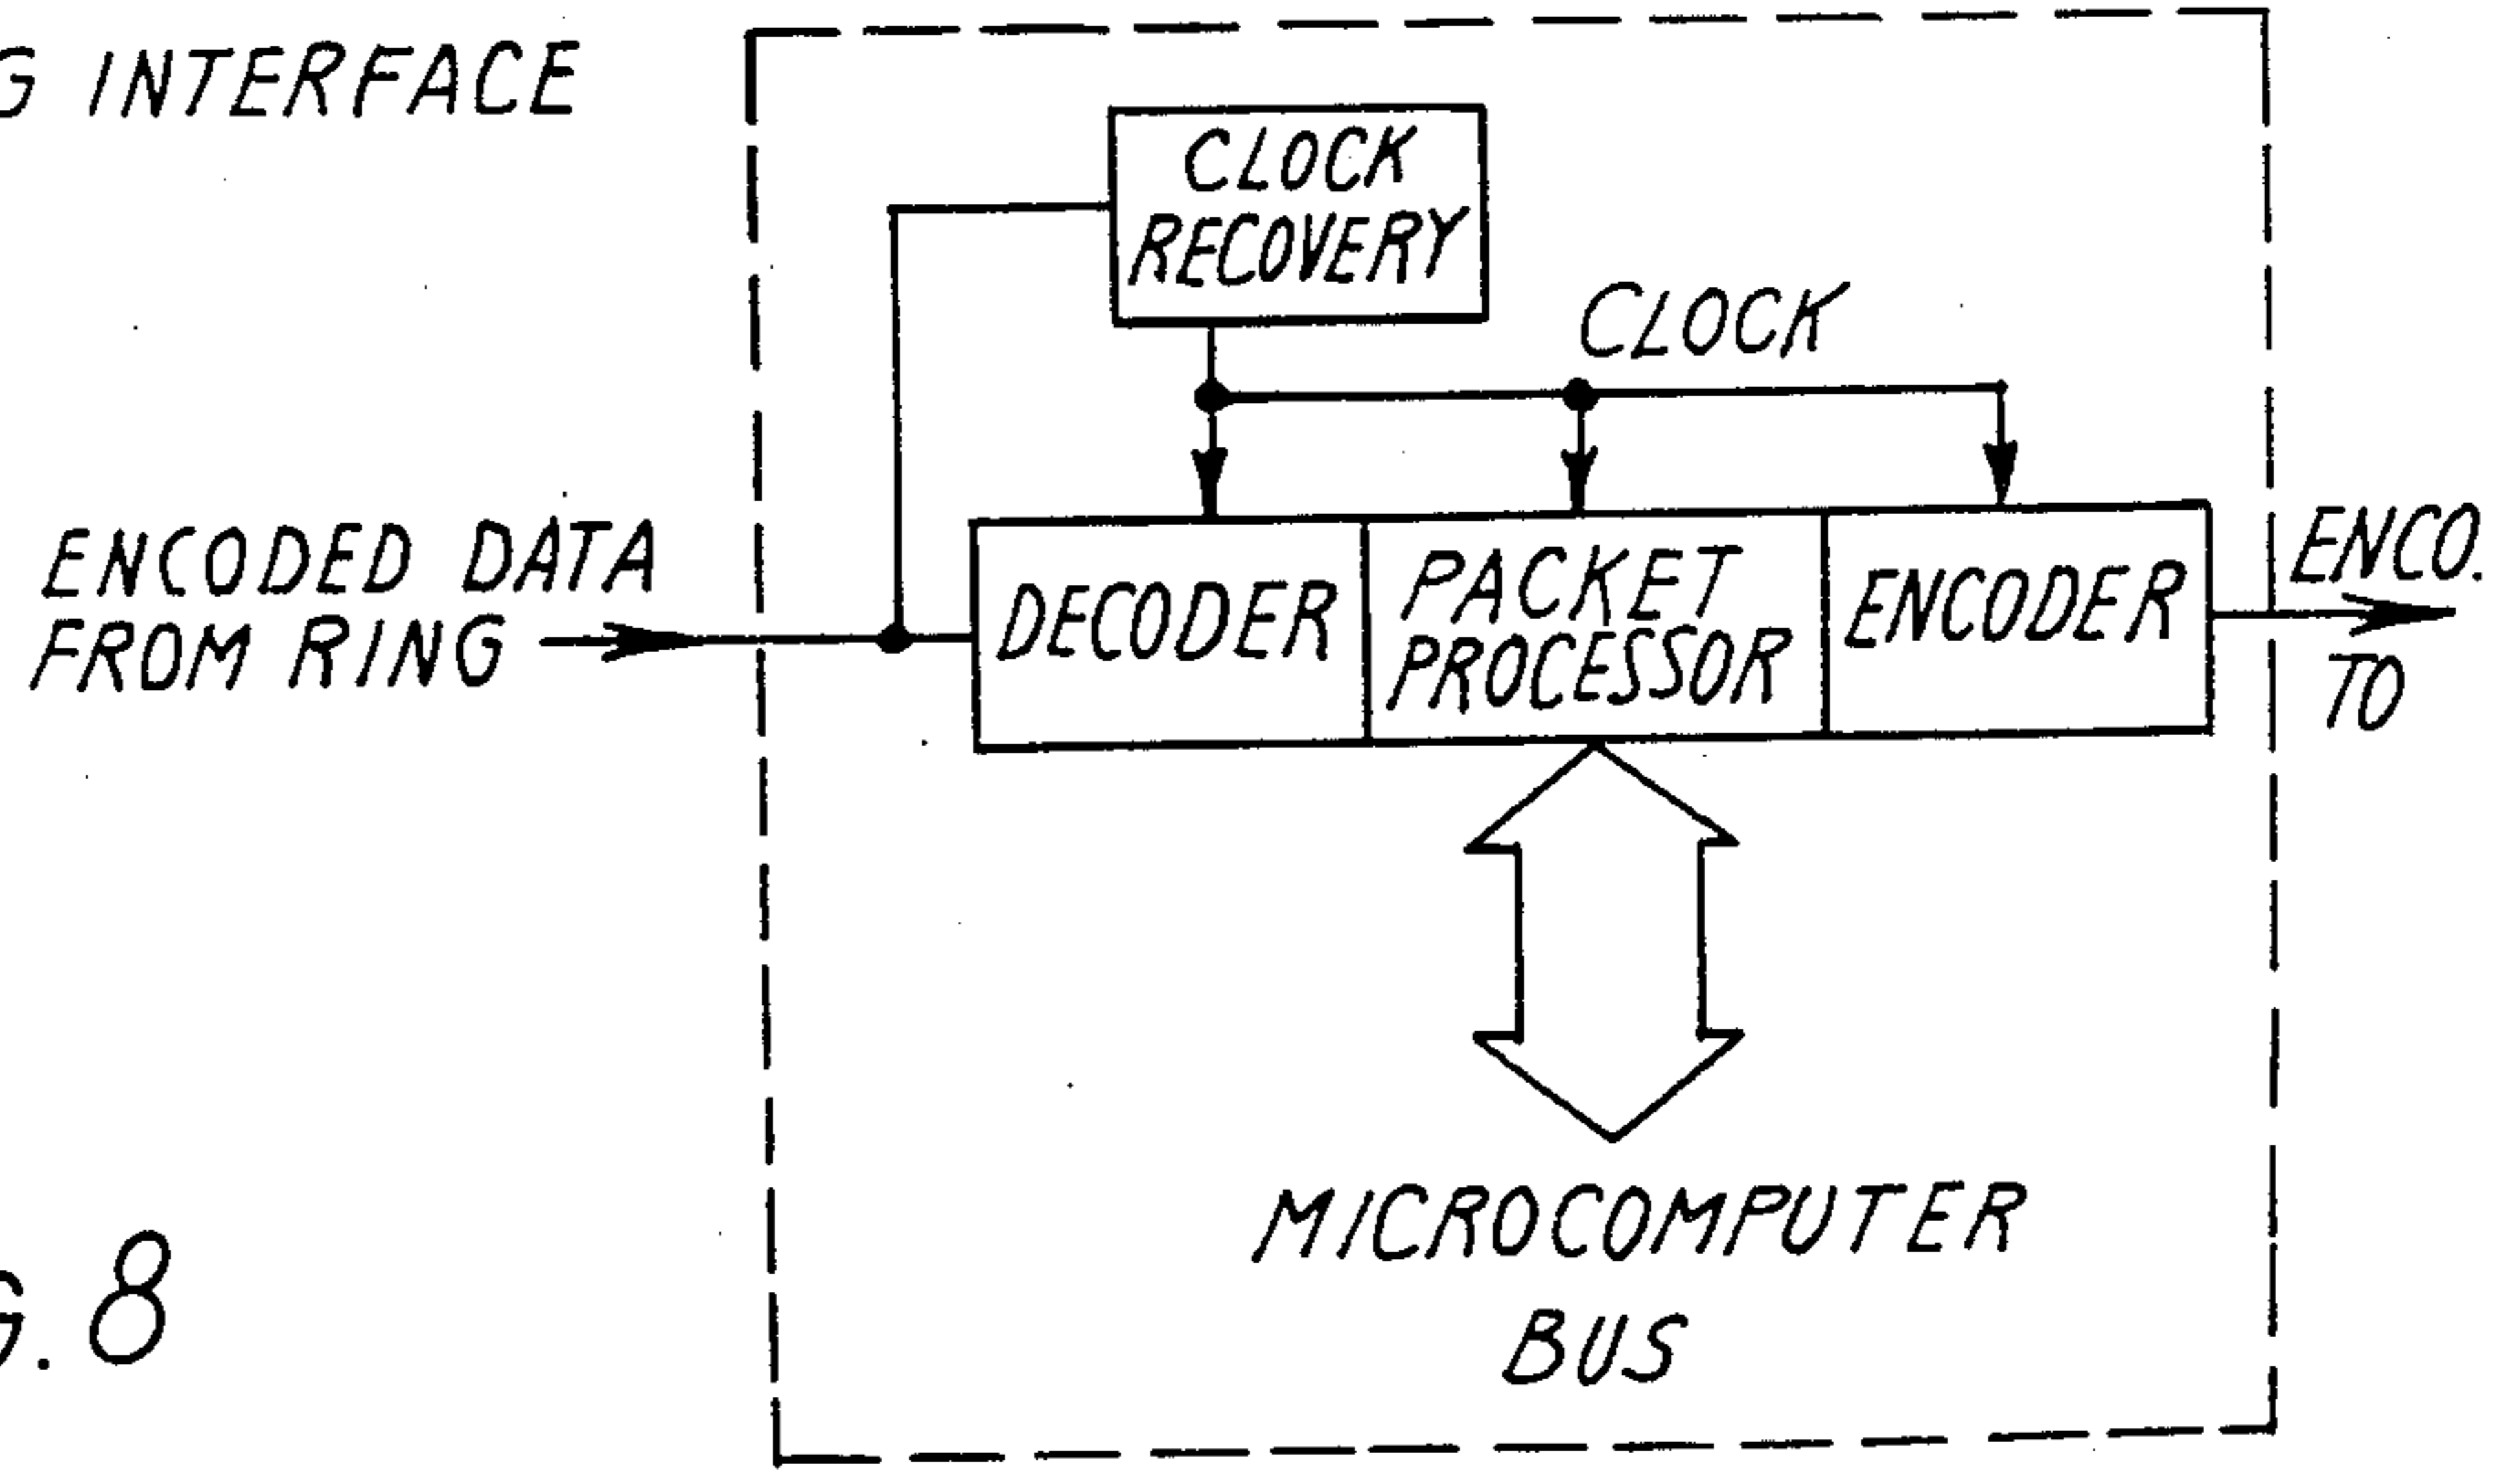 G INTERFACE
CLOCK
RECOVERY
CLOCK
ENCODED DATA
FROM RING
DECODER
PACKET
PROCESSOR
ENCODER
ENCO.
TO
MICROCOMPUTER
BUS
G. 8